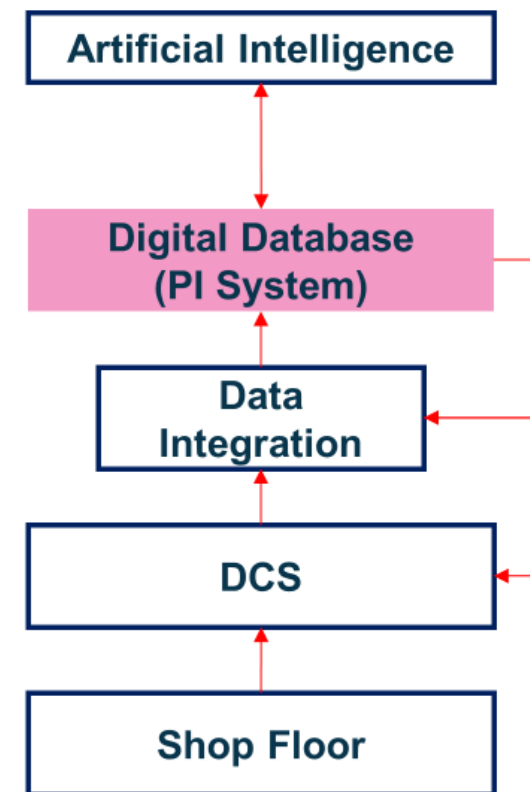 Artificial Intelligence
Digital Database
(PI System)
Data
Integration
DCS
Shop Floor